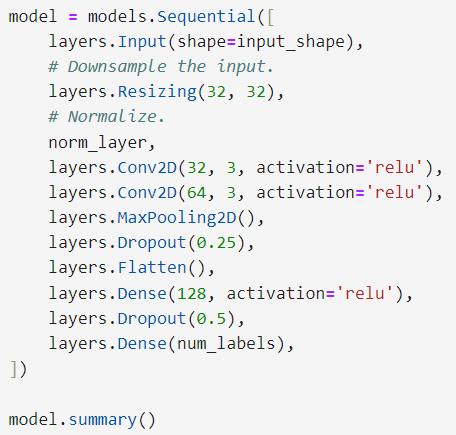 model = models.Sequential([
    layers.Input(shape=input_shape),
    # Downsample the input.
    layers.Resizing(32, 32),
    # Normalize.
    norm_layer,
    layers.Conv2D(32, 3, activation='relu'),
    layers.Conv2D(64, 3, activation='relu'),
    layers.MaxPooling2D(),
    layers.Dropout(0.25),
    layers.Flatten(),
    layers.Dense(128, activation='relu'),
    layers.Dropout(0.5),
    layers.Dense(num_labels),
])

model.summary()